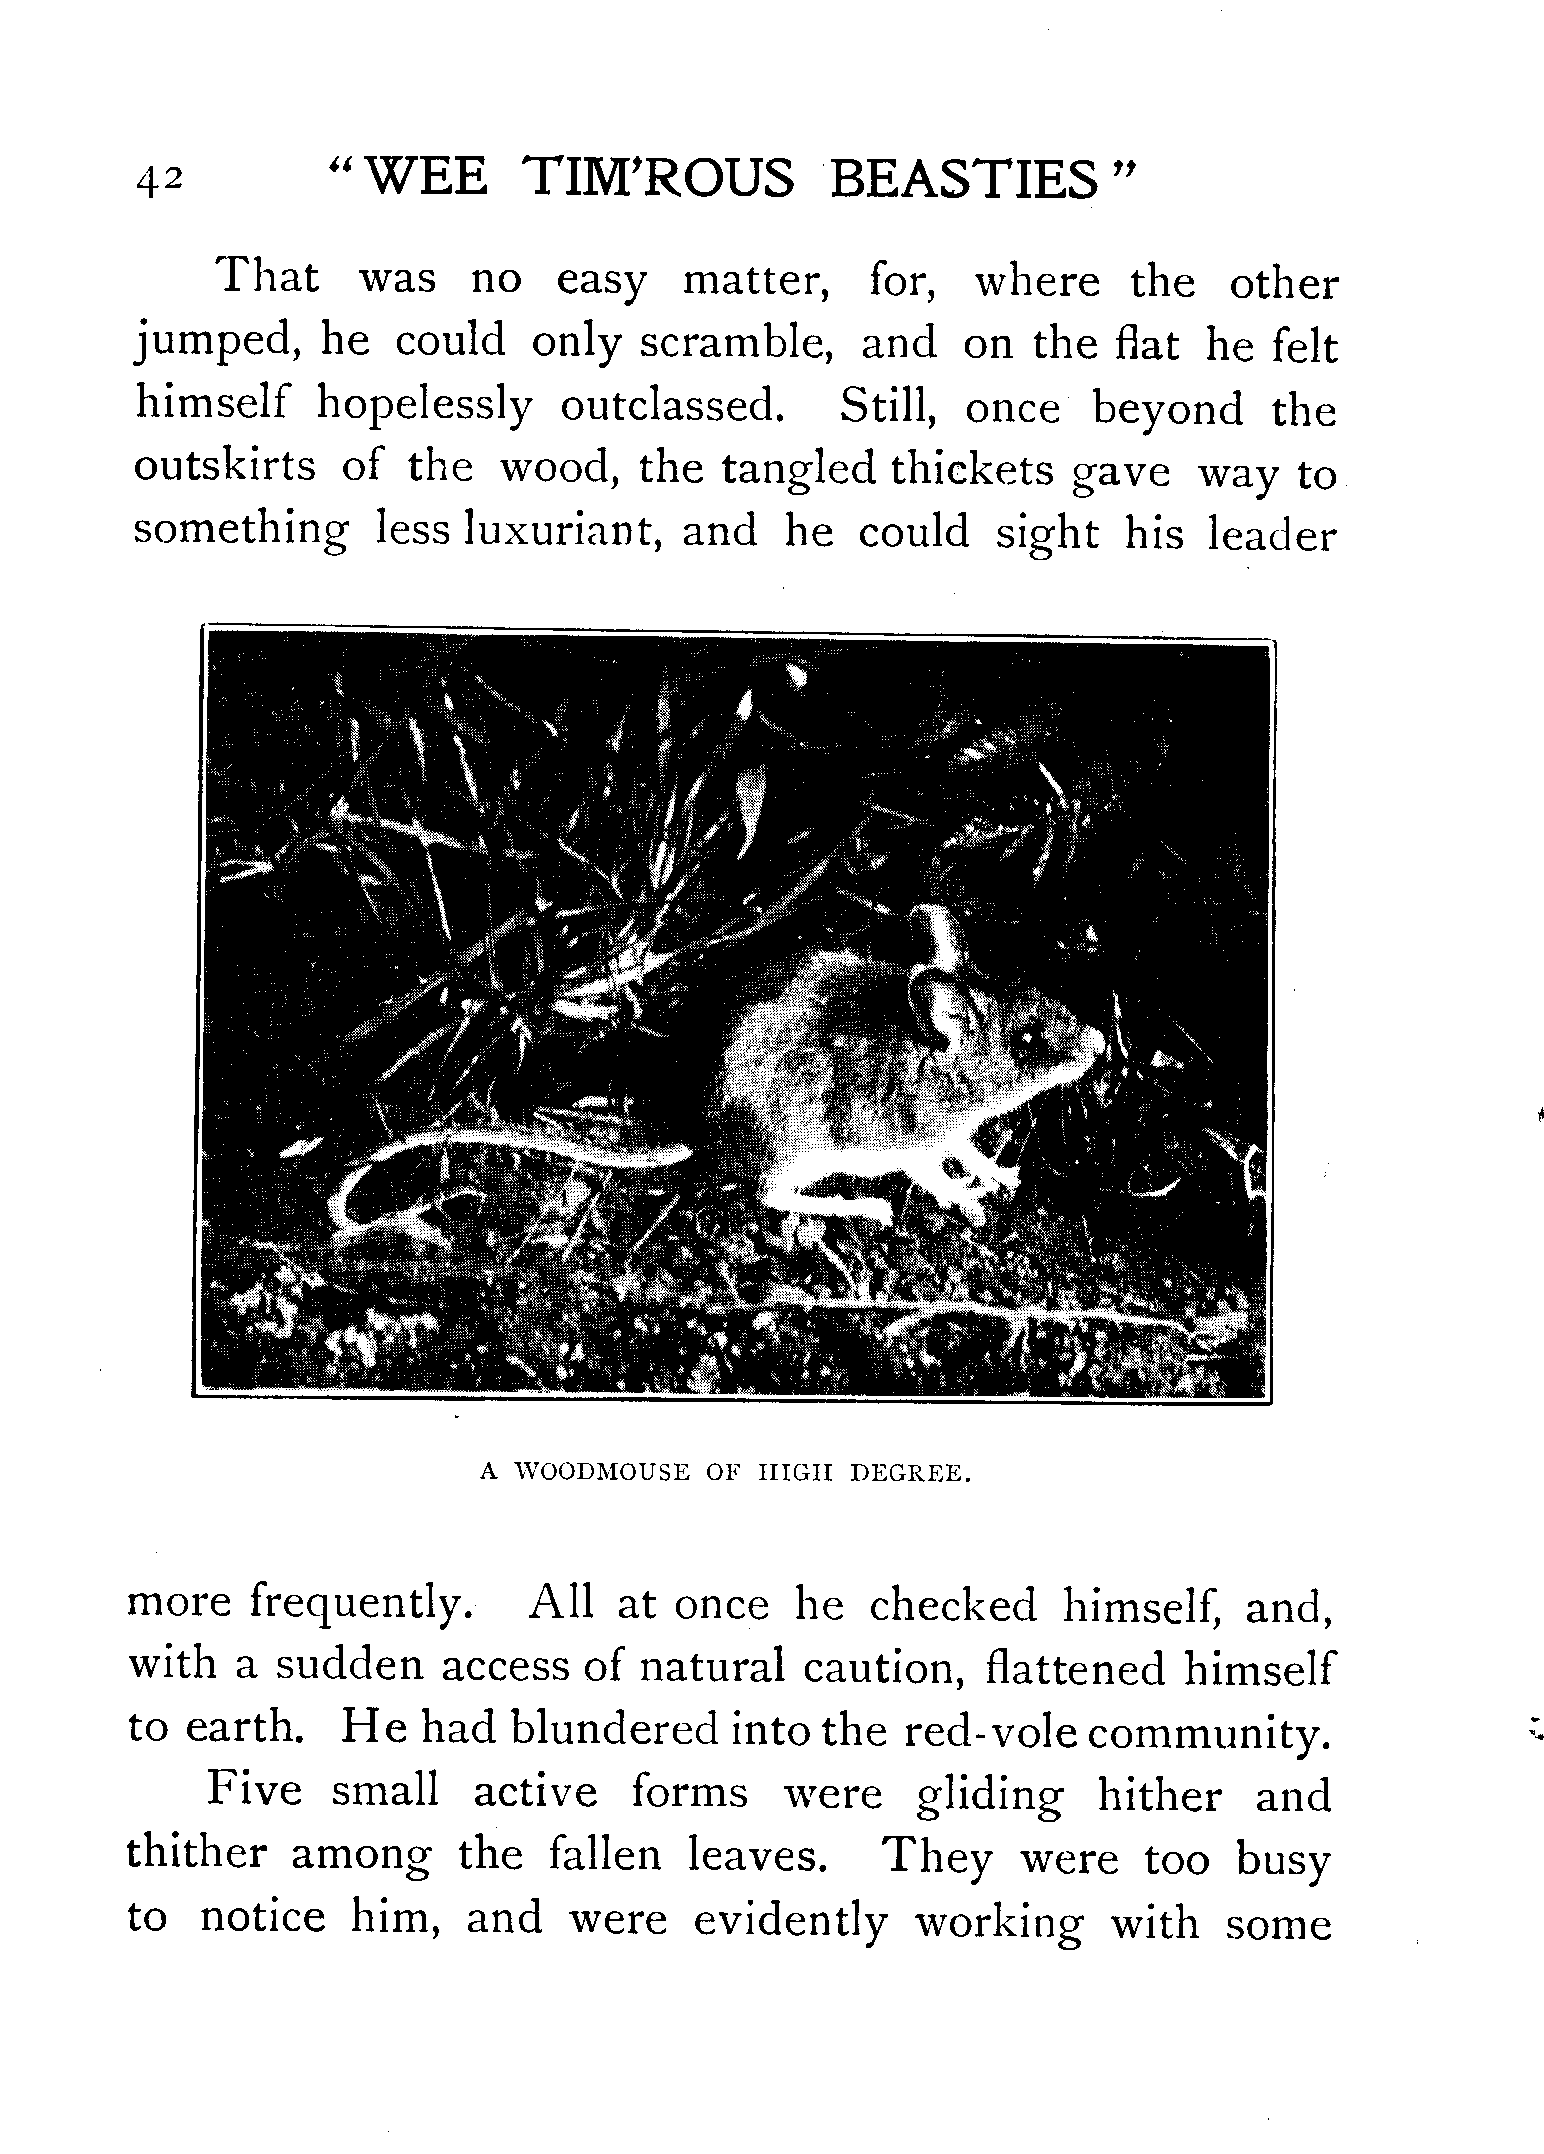 42 "WEE TIM'ROUS BEASTIES"
That was no easy matter, for, where the other
jumped, he could only scramble, and on the flat he felt
himself hopelessly outclassed. Still, once beyond the
outskirts of the wood, the tangled thickets gave way to
something less luxuriant, and he could sight his leader
A WOODMOUSE OF HIGH DEGREE.
more frequently. All at once he checked himself, and,
with a sudden access of natural caution, flattened himself
to earth. He had blundered into the red-vole community.
Five small active forms were gliding hither and
thither among the fallen leaves. They were too busy
to notice him, and were evidently working with some